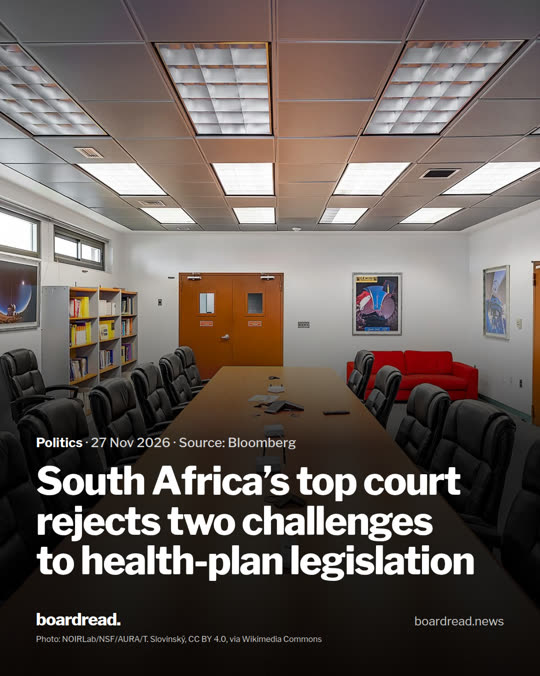 Politics · 27 Nov 2026 · Source: Bloomberg
South Africa’s top court
rejects two challenges
to health-plan legislation
boardread.
boardread.news
Photo: NOIRLab/NSF/AURA/T. Slovinský, CC BY 4.0, via Wikimedia Commons